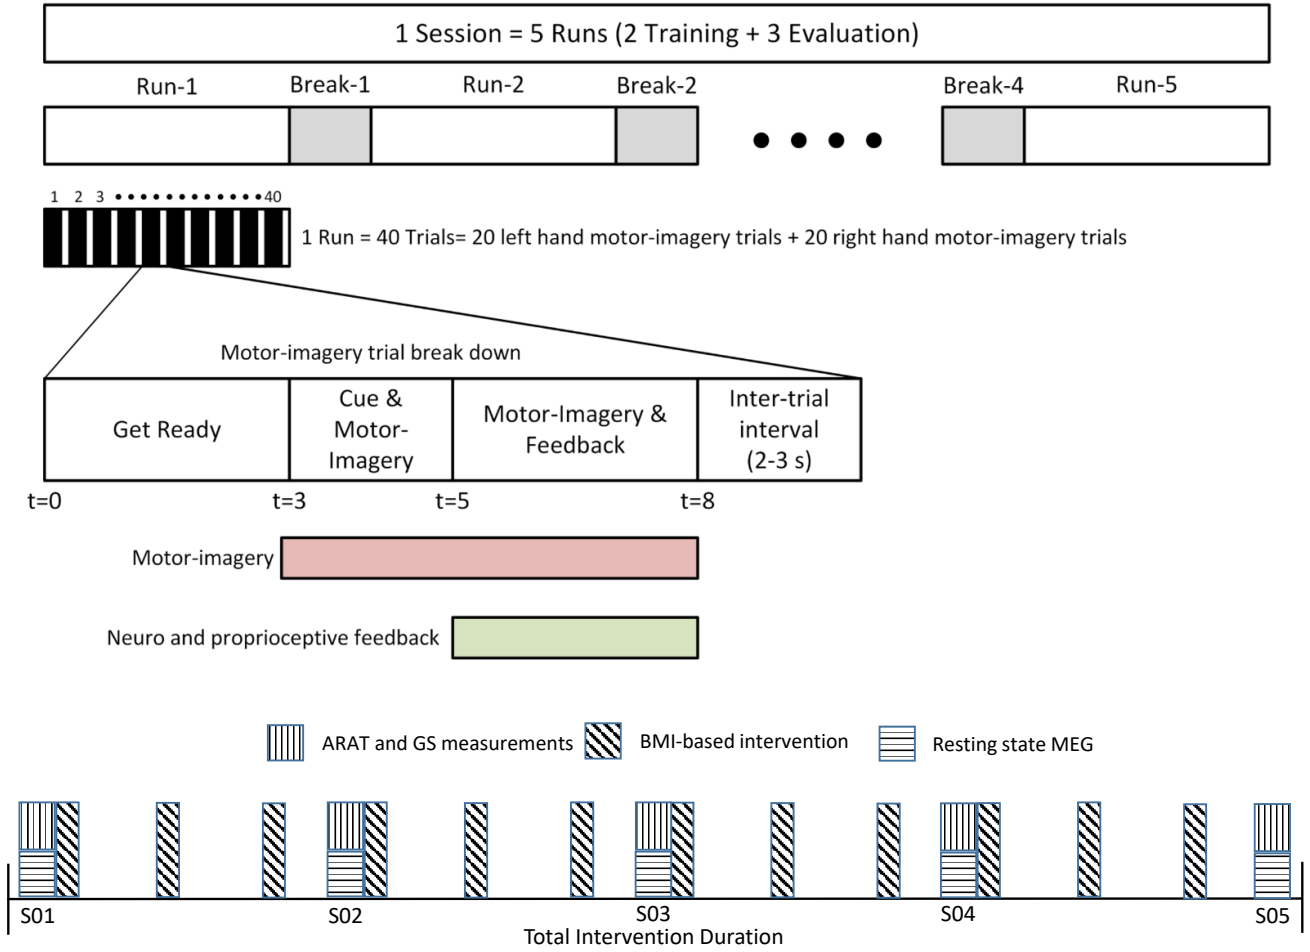 1 Session = 5 Runs (2 Training + 3 Evaluation)
Run-1 Break-1 Run-2 Break-2 Break-4 Run-5
1 2 3 40
1 Run = 40 Trials= 20 left hand motor-imagery trials + 20 right hand motor-imagery trials
Motor-imagery trial break down
Get Ready
Cue &
Motor-
Imagery
Motor-Imagery &
Feedback
Inter-trial
interval
(2-3 s)
t=0 t=3 t=5 t=8
Motor-imagery
Neuro and proprioceptive feedback
ARAT and GS measurements BMI-based intervention Resting state MEG
S01 S02 S03 S04 S05
Total Intervention Duration